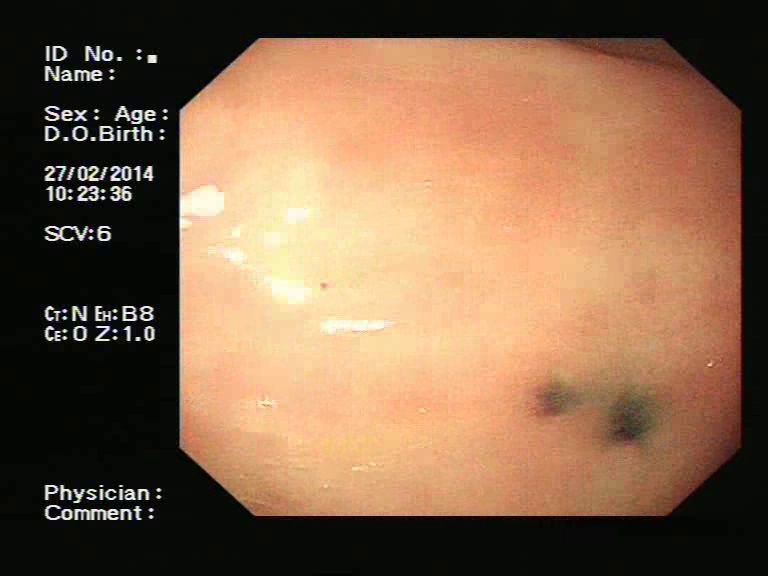 ID No. :
Name:
Sex: Age:
D.O.Birth:
27/02/2014
10:23:36
SCV:6
CT:N EH:B8
CE:0 Z:1.0
Physician:
Comment: